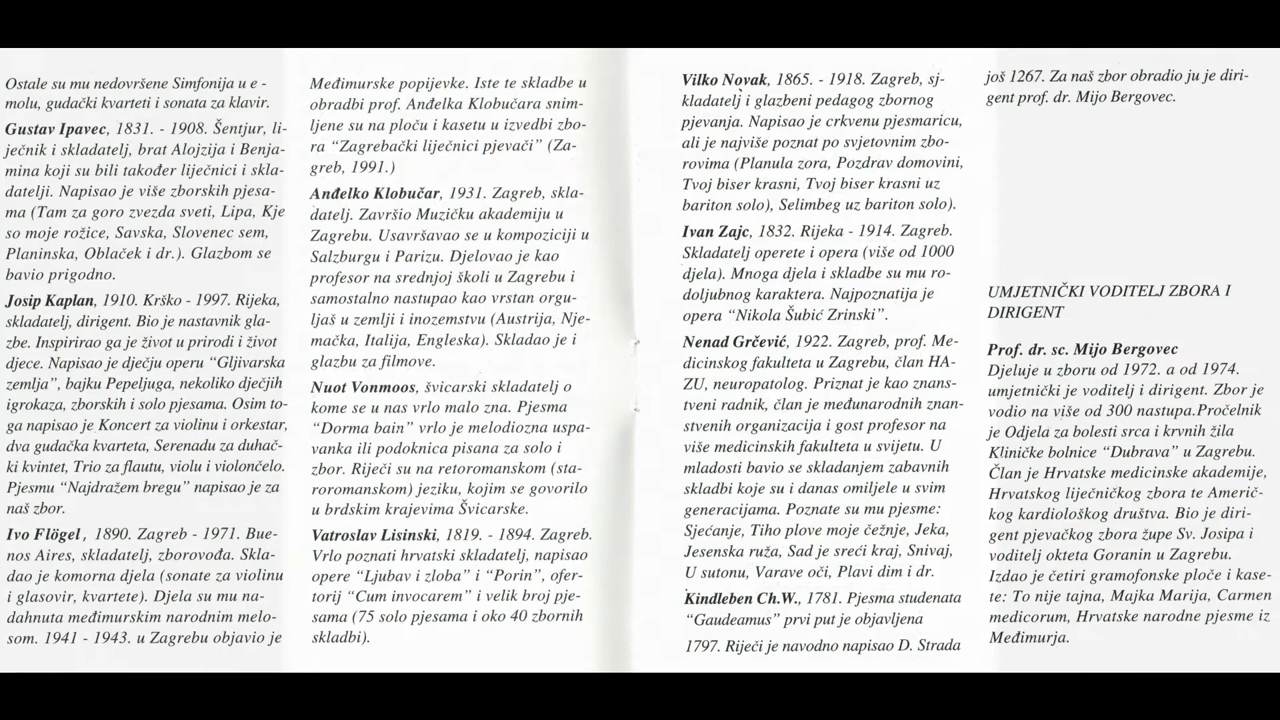 Ostale su mu nedovršene Simfonija u e -
molu, gudački kvarteti i sonata za klavir.
Gustav Ipavec, 1831. - 1908. Šentjur, li-
ječnik i skladatelj, brat Alojzija i Benja-
mina koji su bili također liječnici i skla-
datelji. Napisao je više zborskih pjesa-
ma (Tam za goro zvezda sveti, Lipa, Kje
so moje rožice, Savska, Slovenec sem,
Planinska, Oblaček i dr.). Glazbom se
bavio prigodno.
Josip Kaplan, 1910. Krško - 1997. Rijeka,
skladatelj, dirigent. Bio je nastavnik gla-
zbe. Inspirirao ga je život u prirodi i život
djece. Napisao je dječju operu “Gljivarska
zemlja”, bajku Pepeljuga, nekoliko dječjih
igrokaza, zborskih i solo pjesama. Osim to-
ga napisao je Koncert za violinu i orkestar,
dva gudačka kvarteta, Serenadu za duhač-
ki kvintet, Trio za flautu, violu i violončelo.
Pjesmu “Najdražem bregu” napisao je za
naš zbor.
Ivo Flögel , 1890. Zagreb - 1971. Bue-
nos Aires, skladatelj, zborovođa. Skla-
dao je komorna djela (sonate za violinu
i glasovir, kvartete). Djela su mu na-
dahnuta međimurskim narodnim melo-
som. 1941 - 1943. u Zagrebu objavio je
Međimurske popijevke. Iste te skladbe u
obradbi prof. Anđelka Klobučara snim-
ljene su na ploču i kasetu u izvedbi zbo-
ra “Zagrebački liječnici pjevači” (Za-
greb, 1991.)
Anđelko Klobučar, 1931. Zagreb, skla-
datelj. Završio Muzičku akademiju u
Zagrebu. Usavršavao se u kompoziciji u
Salzburgu i Parizu. Djelovao je kao
profesor na srednjoj školi u Zagrebu i
samostalno nastupao kao vrstan orgu-
ljaš u zemlji i inozemstvu (Austrija, Nje-
mačka, Italija, Engleska). Skladao je i
glazbu za filmove.
Nuot Vonmoos, švicarski skladatelj o
kome se u nas vrlo malo zna. Pjesma
“Dorma bain” vrlo je melodiozna uspa-
vanka ili podoknica pisana za solo i
zbor. Riječi su na retoromanskom (sta-
roromanskom) jeziku, kojim se govorilo
u brdskim krajevima Švicarske.
Vatroslav Lisinski, 1819. - 1894. Zagreb.
Vrlo poznati hrvatski skladatelj, napisao
opere “Ljubav i zloba” i “Porin”, ofer-
torij “Cum invocarem” i velik broj pje-
sama (75 solo pjesama i oko 40 zbornih
skladbi).
Vilko Novak, 1865. - 1918. Zagreb, sj-
kladatelj i glazbeni pedagog zbornog
pjevanja. Napisao je crkvenu pjesmaricu,
ali je najviše poznat po svjetovnim zbo-
rovima (Planula zora, Pozdrav domovini,
Tvoj biser krasni, Tvoj biser krasni uz
bariton solo), Selimbeg uz bariton solo).
Ivan Zajc, 1832. Rijeka - 1914. Zagreb.
Skladatelj operete i opera (više od 1000
djela). Mnoga djela i skladbe su mu ro-
doljubnog karaktera. Najpoznatija je
opera “Nikola Šubić Zrinski”.
Nenad Grčević, 1922. Zagreb, prof. Me-
dicinskog fakulteta u Zagrebu, član HA-
ZU, neuropatolog. Priznat je kao znans-
tveni radnik, član je međunarodnih znan-
stvenih organizacija i gost profesor na
više medicinskih fakulteta u svijetu. U
mladosti bavio se skladanjem zabavnih
skladbi koje su i danas omiljele u svim
generacijama. Poznate su mu pjesme:
Sjećanje, Tiho plove moje čežnje, Jeka,
Jesenska ruža, Sad je sreći kraj, Snivaj,
U sutonu, Varave oči, Plavi dim i dr.
Kindleben Ch.W., 1781. Pjesma studenata
“Gaudeamus” prvi put je objavljena
1797. Riječi je navodno napisao D. Strada
još 1267. Za naš zbor obradio ju je diri-
gent prof. dr. Mijo Bergovec.
UMJETNIČKI VODITELJ ZBORA I
DIRIGENT
Prof. dr. sc. Mijo Bergovec
Djeluje u zboru od 1972. a od 1974.
umjetnički je voditelj i dirigent. Zbor je
vodio na više od 300 nastupa.Pročelnik
je Odjela za bolesti srca i krvnih žila
Kliničke bolnice “Dubrava” u Zagrebu.
Član je Hrvatske medicinske akademije,
Hrvatskog liječničkog zbora te Americ̆-
kog kardiološkog društva. Bio je diri-
gent pjevačkog zbora župe Sv. Josipa i
voditelj okteta Goranin u Zagrebu.
Izdao je četiri gramofonske ploče i kase-
te: To nije tajna, Majka Marija, Carmen
medicorum, Hrvatske narodne pjesme iz
Međimurja.